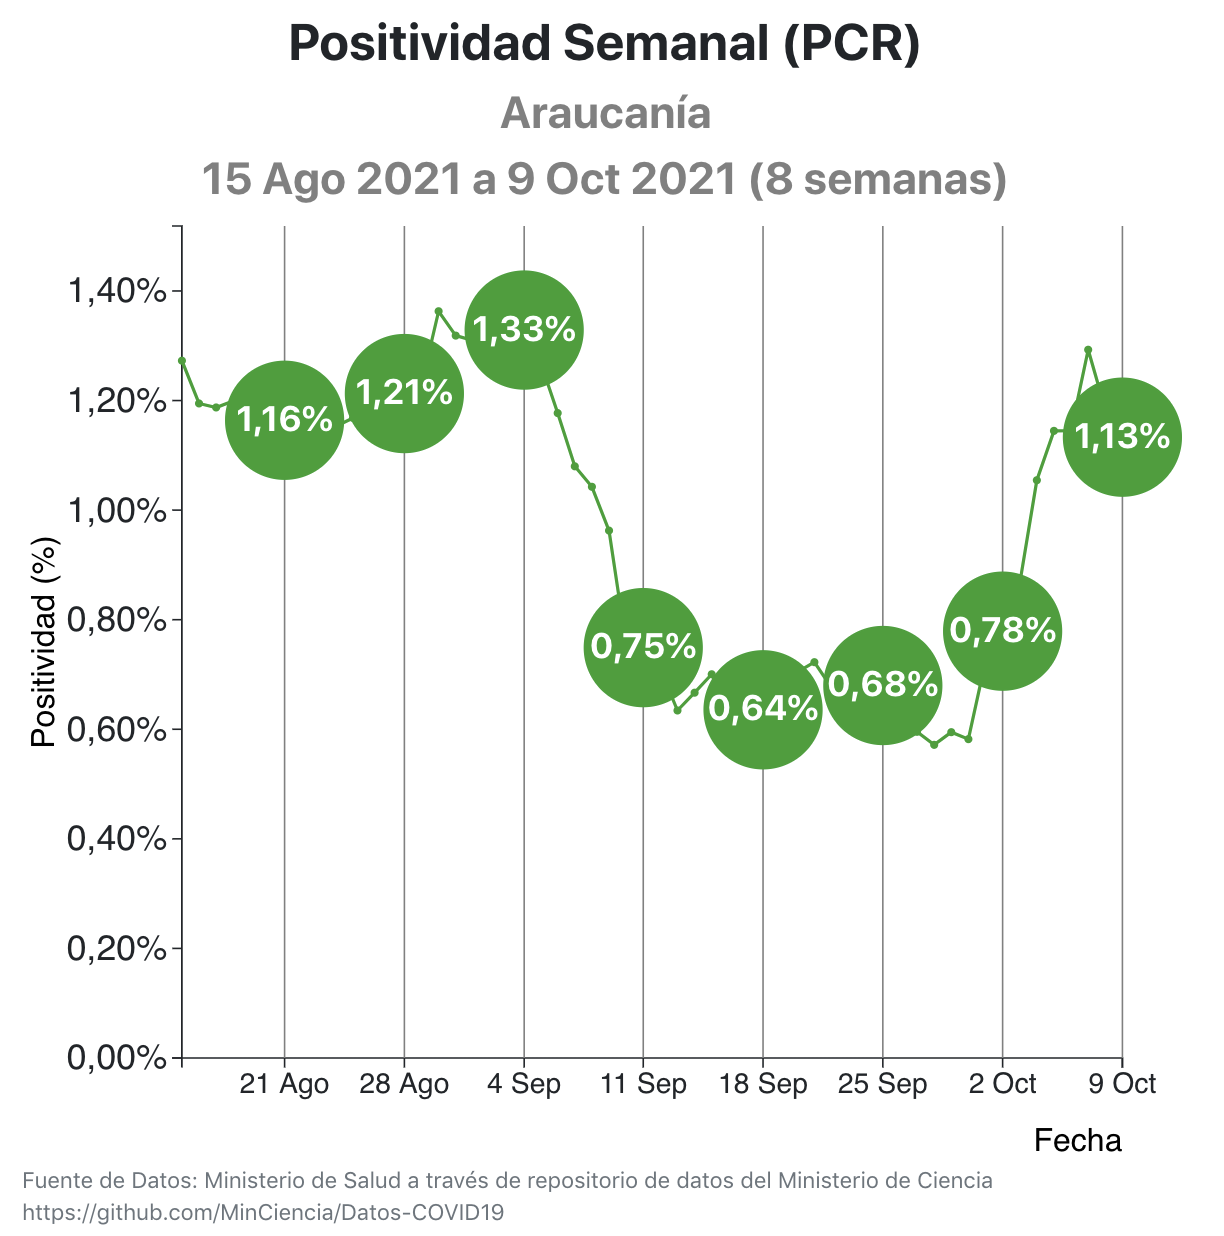 Positividad Semanal (PCR)
Araucanía
15 Ago 2021 a 9 Oct 2021 (8 semanas)
1,40%
1,20%
1,00%
0,80%
0,60%
0,40%
0,20%
0,00%
Positividad (%)
1,16%
1,21%
1,33%
0,75%
0,64%
0,68%
0,78%
1,13%
21 Ago
28 Ago
4 Sep
11 Sep
18 Sep
25 Sep
2 Oct
9 Oct
Fecha
Fuente de Datos: Ministerio de Salud a través de repositorio de datos del Ministerio de Ciencia
https://github.com/MinCiencia/Datos-COVID19